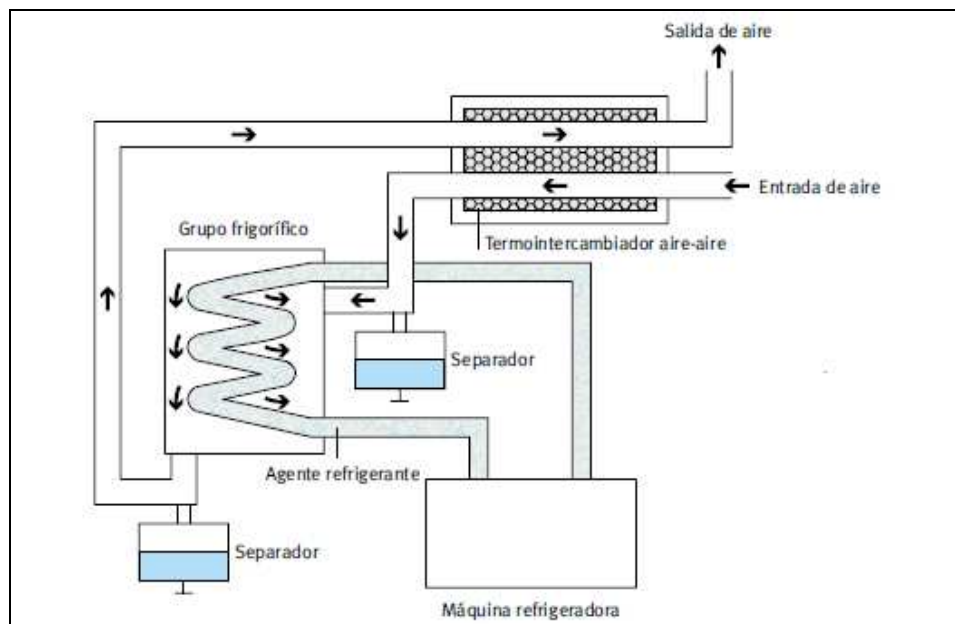 Salida de aire
Entrada de aire
Termointercambiador aire-aire
Grupo frigorífico
Separador
Agente refrigerante
Separador
Máquina refrigeradora